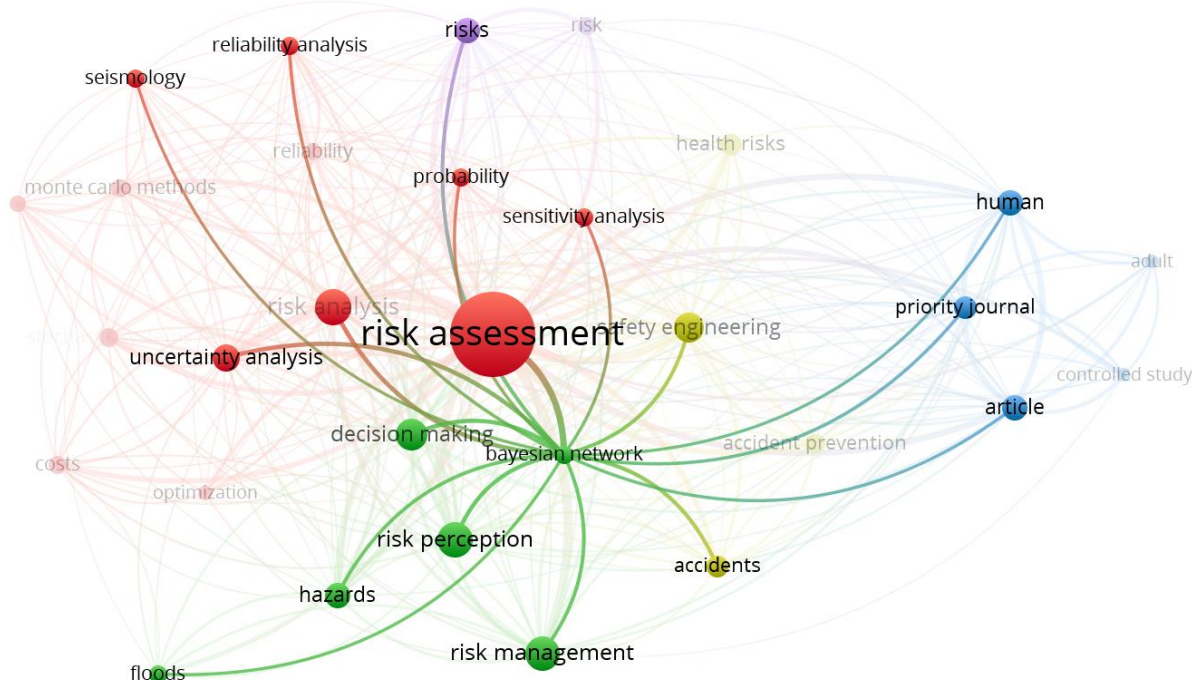 risks
risk
reliability analysis
seismology
health risks
reliability
monte carlo methods
probability
human
sensitivity analysis
adult
risk analysis
priority journal
risk assessment
safety engineering
uncertainty analysis
controlled study
article
decision making
accident prevention
bayesian network
costs
optimization
risk perception
accidents
hazards
risk management
floods